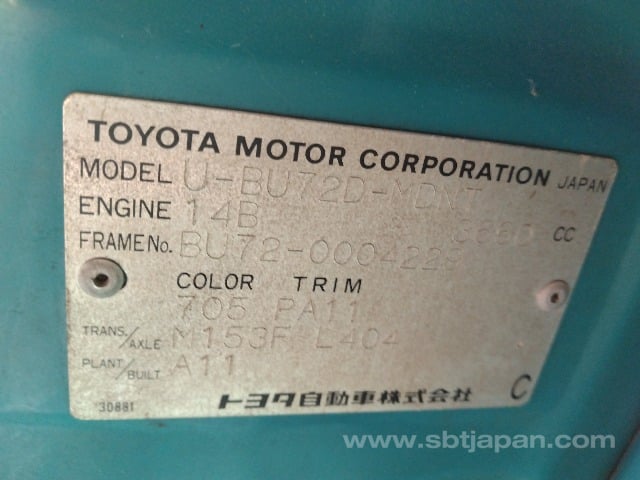 TOYOTA MOTOR CORPORATION JAPAN
MODEL U-BU72D-MDNT
ENGINE 14B 3660 CC
FRAME No. BU72-0004229
COLOR TRIM
705 PA11
TRANS/AXLE M153F L404
PLANT/BUILT A11
30881 トヨタ自動車株式会社 C
www.sbtjapan.com